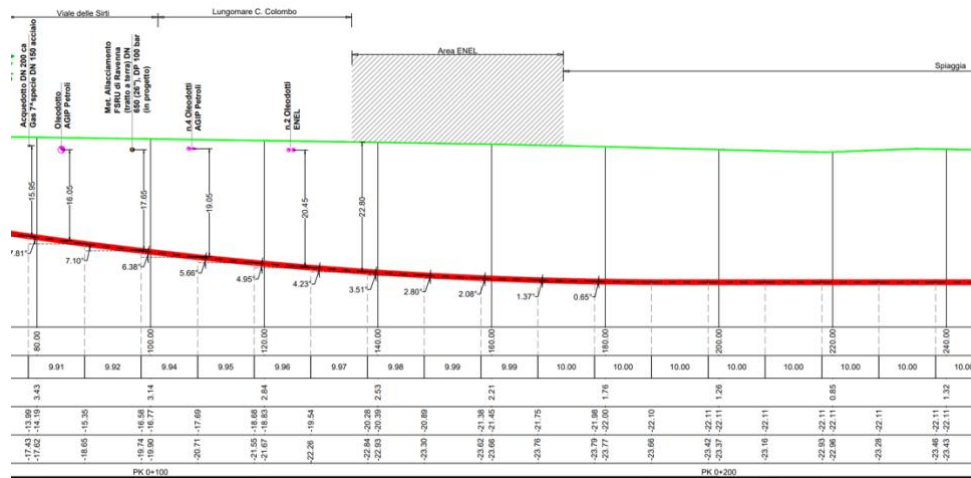 Viale delle Sirti
Lungomare C. Colombo
Area ENEL
Spiaggia
Acquedotto DN 200 ca
Gas 7^specie DN 150 acciaio
Oleodotto
AGIP Petroli
Met. Allacciamento
FSRU di Ravenna
(tratto a terra) DN
650 (26"), DP 100 bar
(in progetto)
n.4 Oleodotti
AGIP Petroli
n.2 Oleodotti
ENEL
15.95
16.05
17.65
19.05
20.45
22.80
7.81°
7.10°
6.38°
5.66°
4.95°
4.23°
3.51°
2.80°
2.08°
1.37°
0.65°
80.00 100.00 120.00 140.00 160.00 180.00 200.00 220.00 240.00
9.91 9.92 9.94 9.95 9.96 9.97 9.98 9.99 9.99 10.00 10.00 10.00 10.00 10.00 10.00 10.00 10.00
3.43 3.14 2.84 2.53 2.21 1.76 1.26 0.85 1.32
-13.99 -14.19 -15.35 -16.58 -16.77 -17.69 -18.68 -18.83 -19.54 -20.28 -20.39 -20.89 -21.38 -21.45 -21.75 -21.98 -22.00 -22.10 -22.11 -22.11 -22.11 -22.11 -22.11 -22.11 -22.11 -22.11
-17.43 -17.62 -18.65 -19.74 -19.90 -20.71 -21.55 -21.67 -22.26 -22.84 -22.93 -23.30 -23.62 -23.66 -23.76 -23.79 -23.77 -23.66 -23.42 -23.37 -23.16 -22.93 -22.96 -23.28 -23.46 -23.43
PK 0+100 PK 0+200